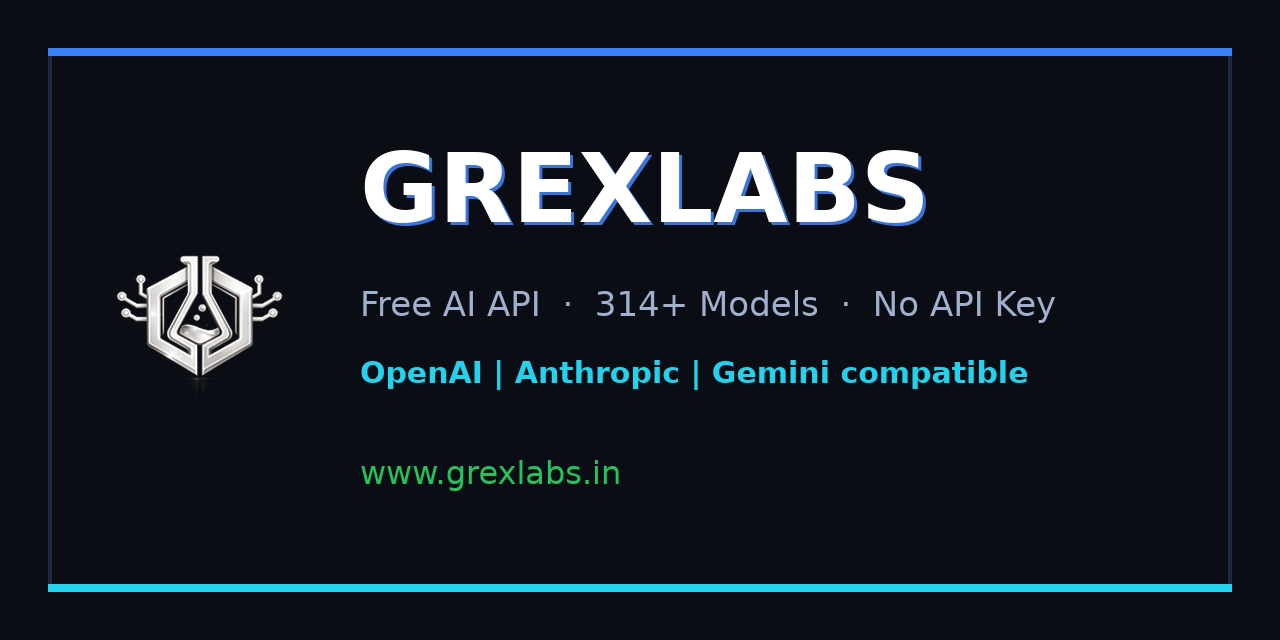 GREXLABS
Free AI API · 314+ Models · No API Key
OpenAI | Anthropic | Gemini compatible
www.grexlabs.in